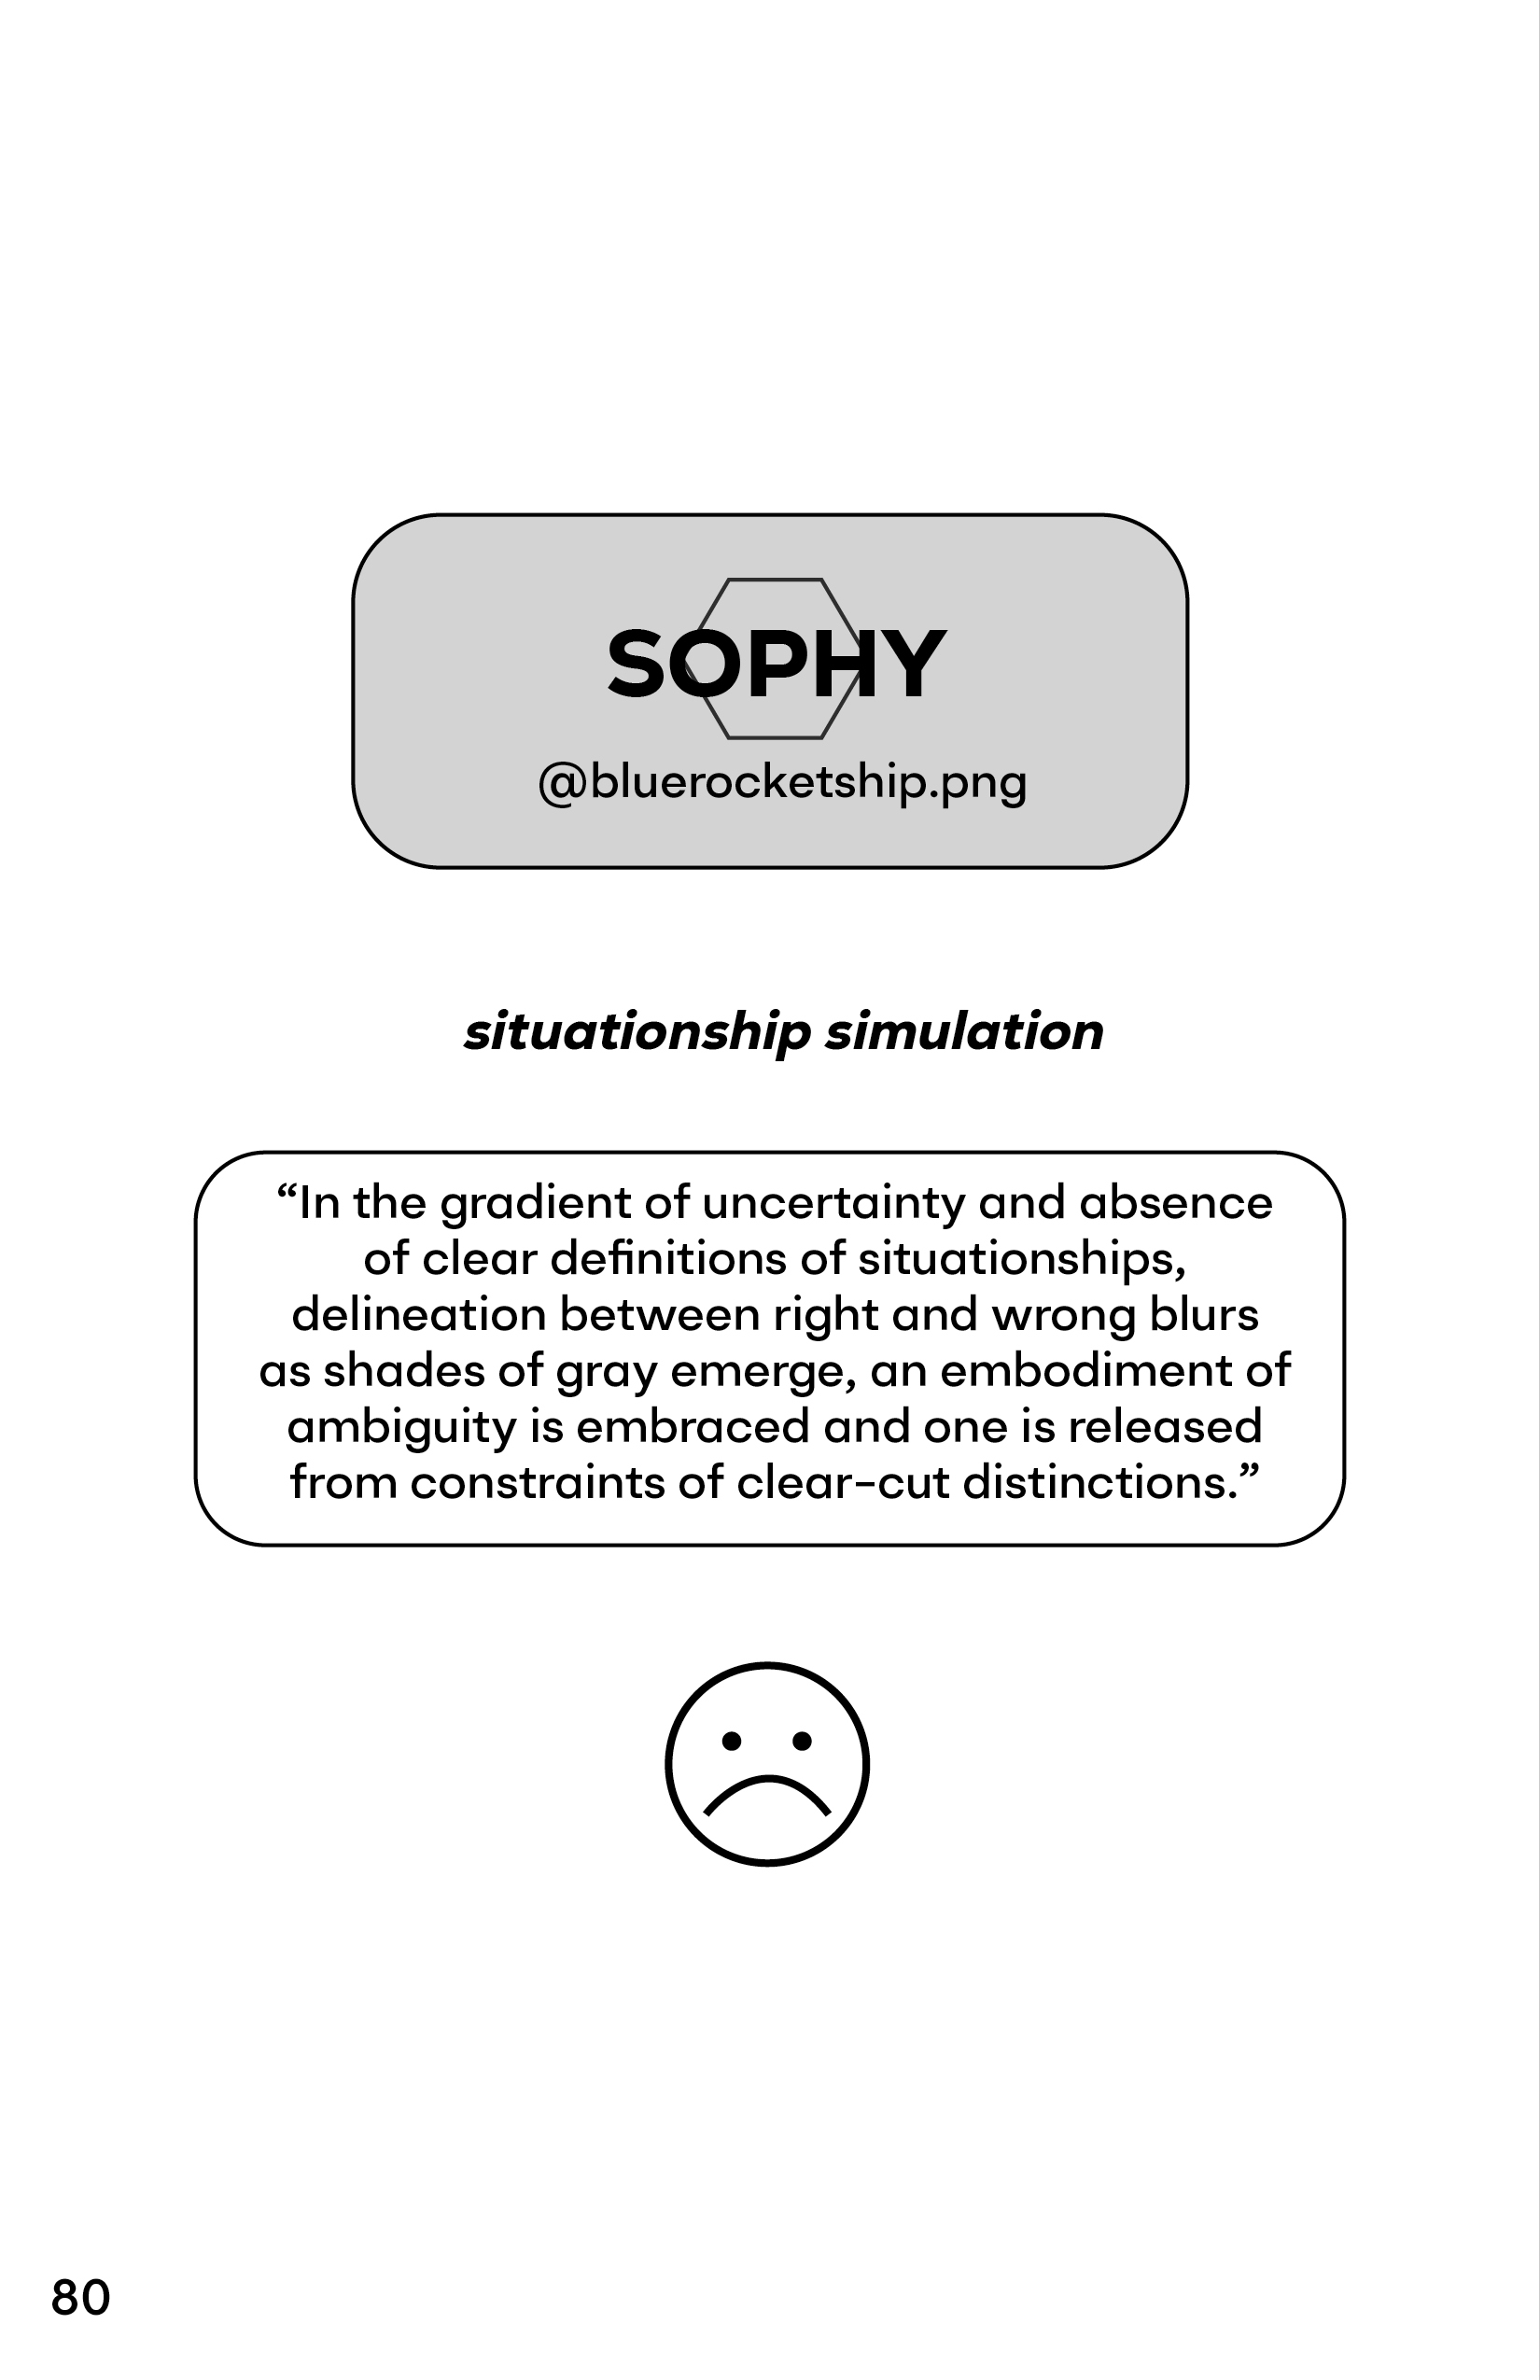 SOPHY
@bluerocketship.png
situationship simulation
“In the gradient of uncertainty and absence
of clear definitions of situationships,
delineation between right and wrong blurs
as shades of gray emerge, an embodiment of
ambiguity is embraced and one is released
from constraints of clear-cut distinctions.”
80